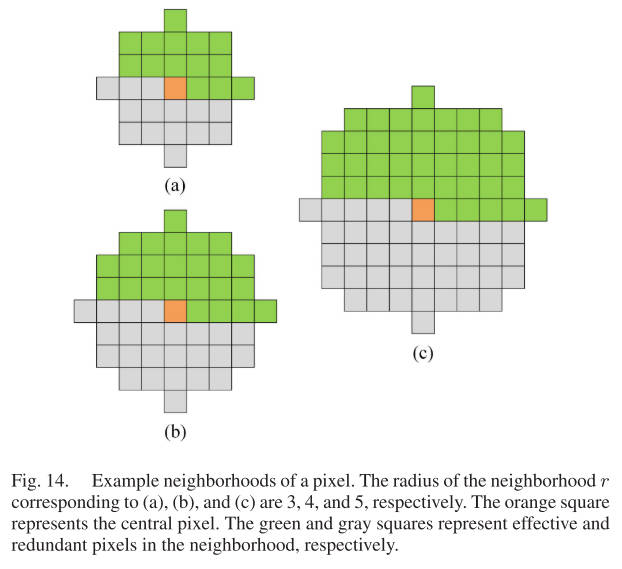 (a)
(b)
(c)
Fig. 14. Example neighborhoods of a pixel. The radius of the neighborhood r
corresponding to (a), (b), and (c) are 3, 4, and 5, respectively. The orange square
represents the central pixel. The green and gray squares represent effective and
redundant pixels in the neighborhood, respectively.